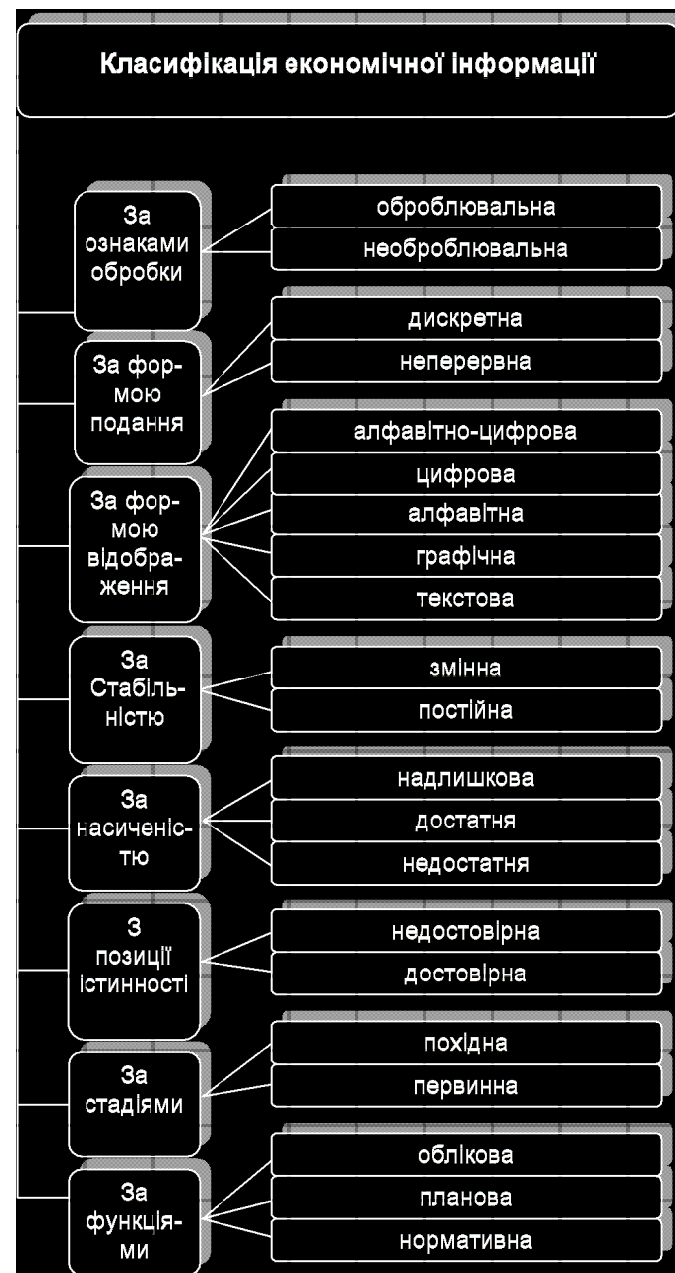 Класифікація економічної інформації
За
ознаками
обробки
оброблювальна
необроблювальна
За фор-
мою
подання
дискретна
неперервна
За фор-
мою
відобра-
ження
алфавітно-цифрова
цифрова
алфавітна
графічна
текстова
За
Стабіль-
ністю
змінна
постійна
За
насиченіс-
тю
надлишкова
достатня
недостатня
З
позиції
істинності
недостовірна
достовірна
За
стадіями
похідна
первинна
За
функція-
ми
облікова
планова
нормативна